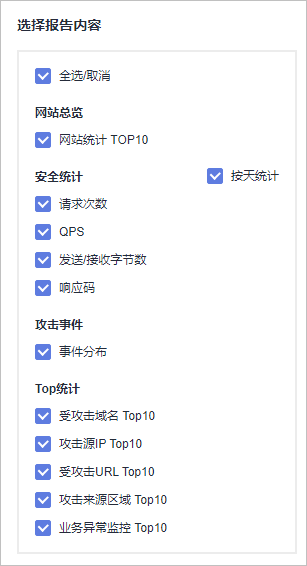 选择报告内容
全选/取消
网站总览
网站统计 TOP10
安全统计 按天统计
请求次数
QPS
发送/接收字节数
响应码
攻击事件
事件分布
Top统计
受攻击域名 Top10
攻击源IP Top10
受攻击URL Top10
攻击来源区域 Top10
业务异常监控 Top10